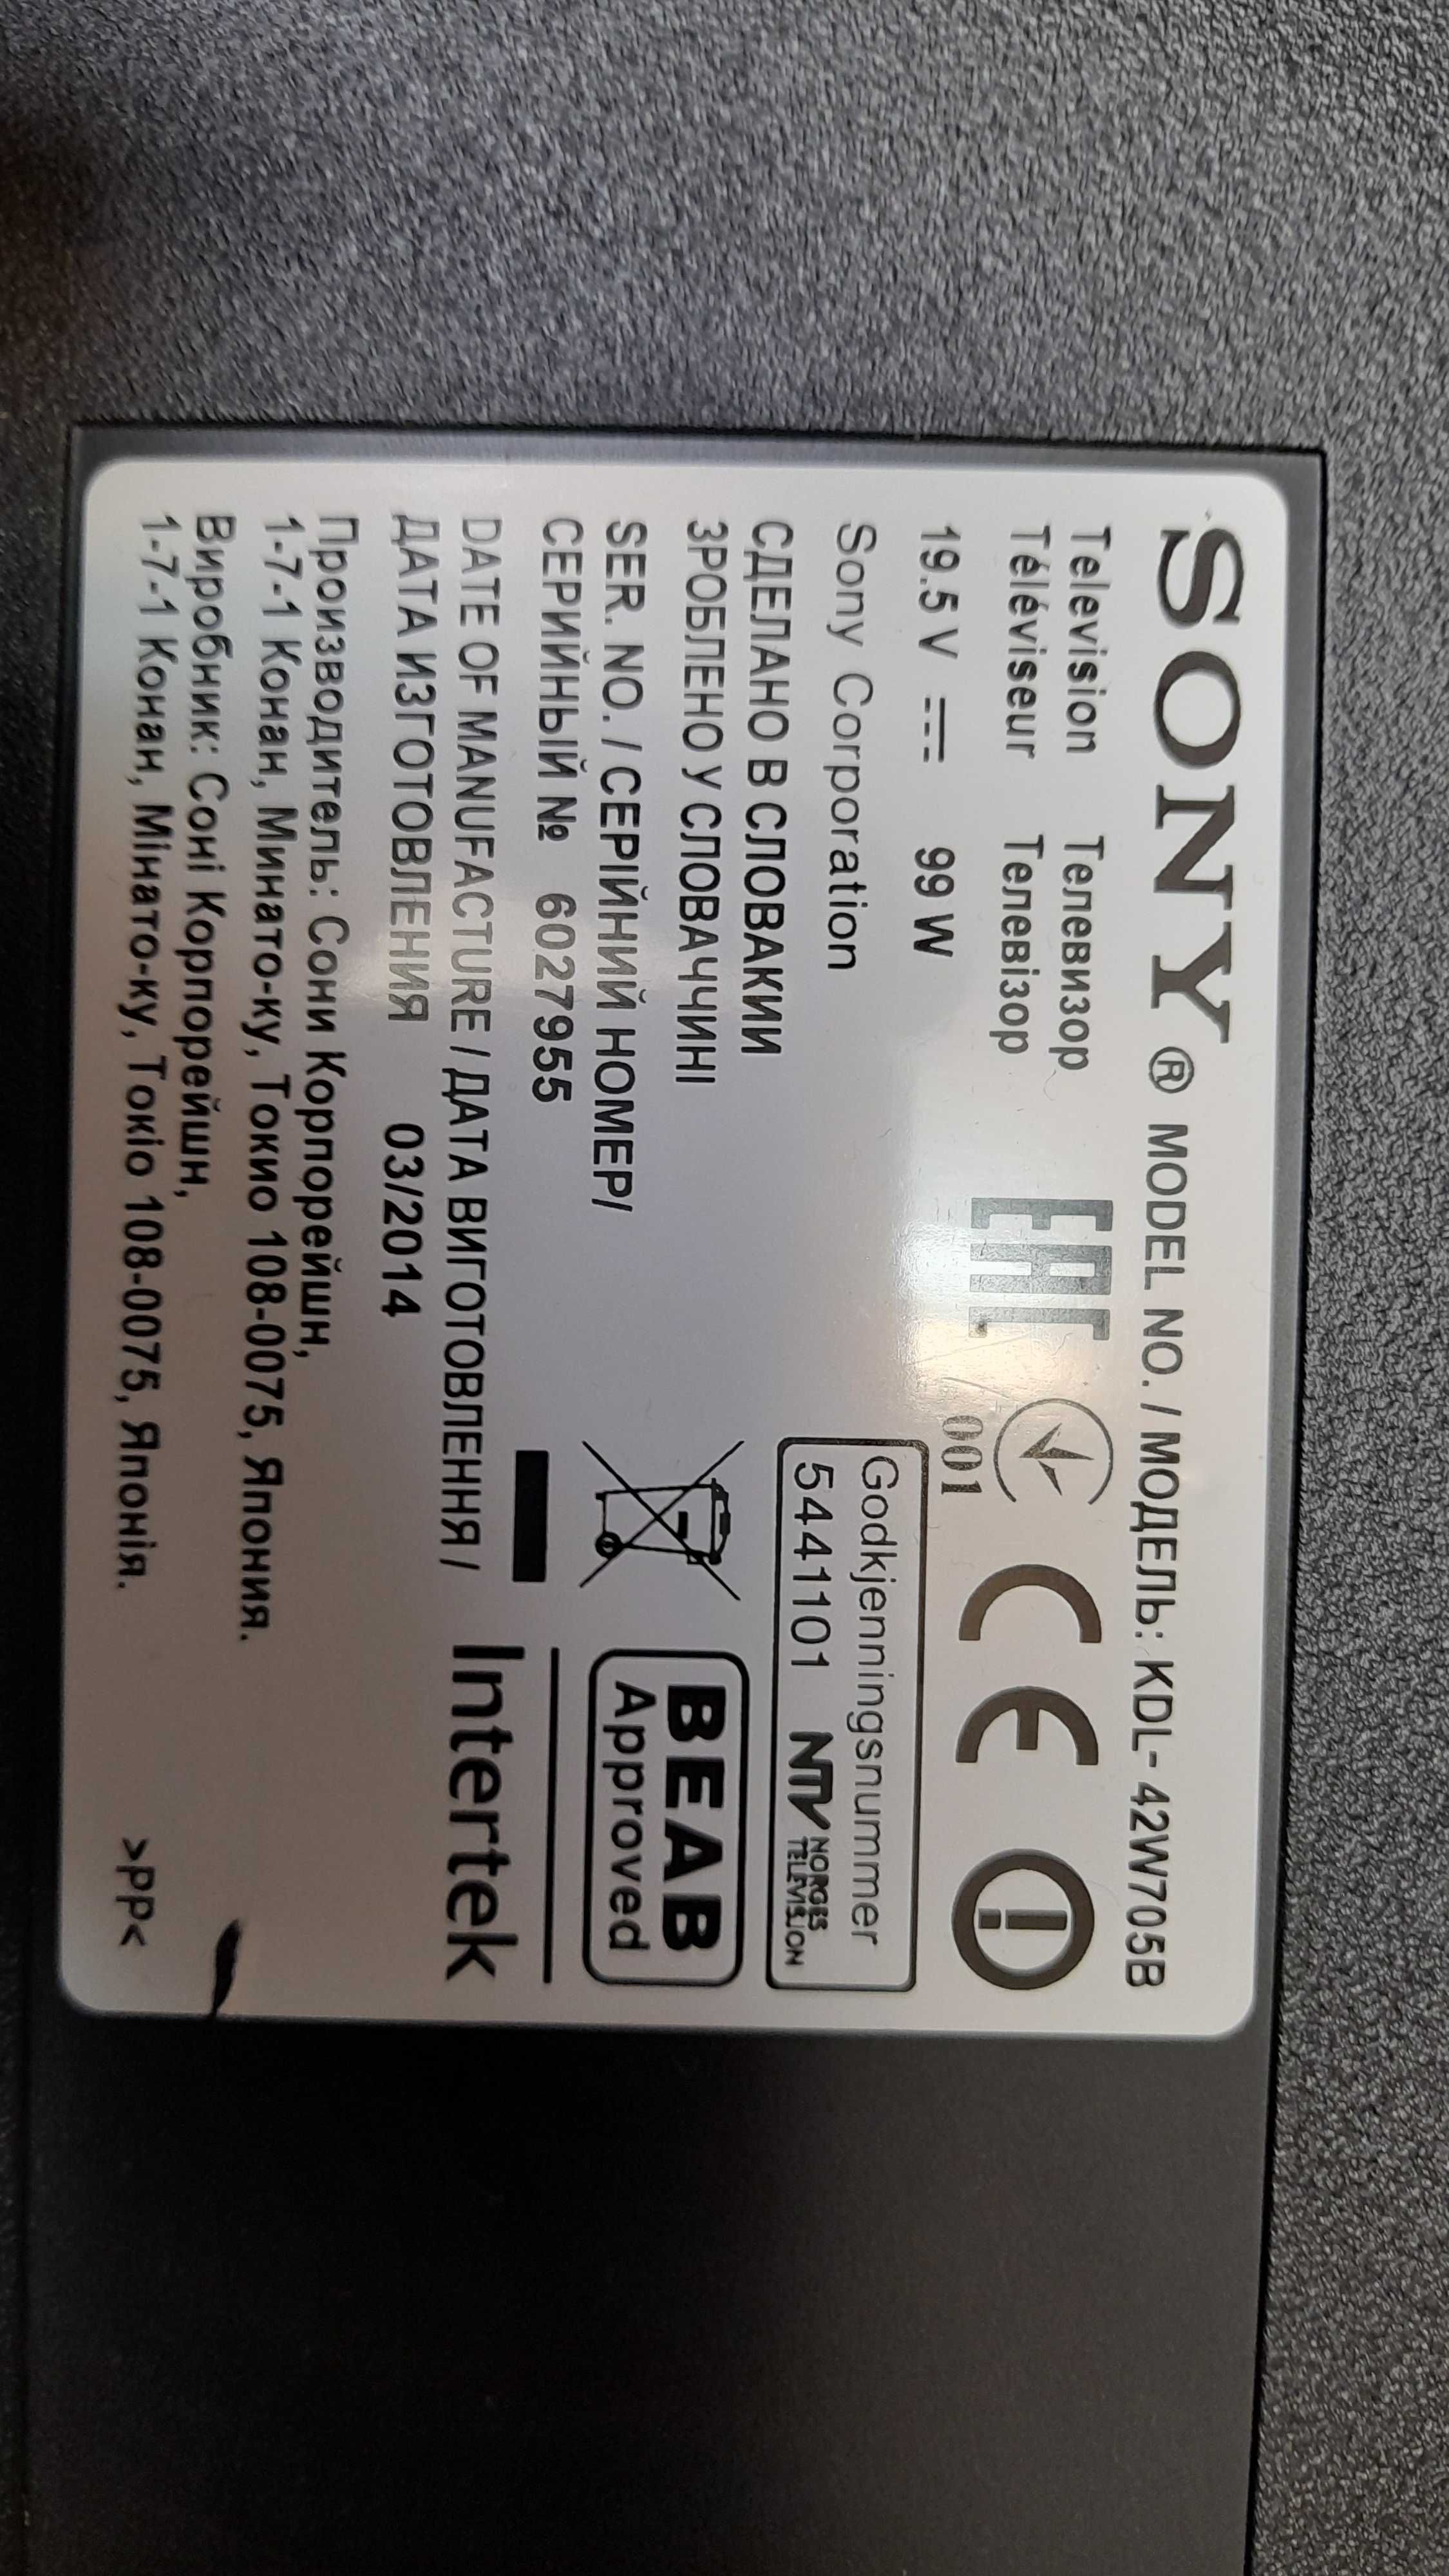 SONY ® MODEL NO. / МОДЕЛЬ: KDL- 42W705B
Television Телевизор
Téléviseur Телевізор
EAC
001
CE
19.5 V 99 W
Godkjenningsnummer
5441101 NTV NORGES TELEVISJON
Sony Corporation
СДЕЛАНО В СЛОВАКИИ
ЗРОБЛЕНО У СЛОВАЧЧИНІ
BEAB
Approved
SER. NO. / СЕРІЙНИЙ НОМЕР/
СЕРИЙНЫЙ № 6027955
Intertek
DATE OF MANUFACTURE / ДАТА ВИГОТОВЛЕННЯ /
ДАТА ИЗГОТОВЛЕНИЯ 03/2014
Производитель: Сони Корпорейшн,
1-7-1 Конан, Минато-ку, Токио 108-0075, Япония.
Виробник: Соні Корпорейшн,
1-7-1 Конан, Мінато-ку, Токіо 108-0075, Японія.
>PP<